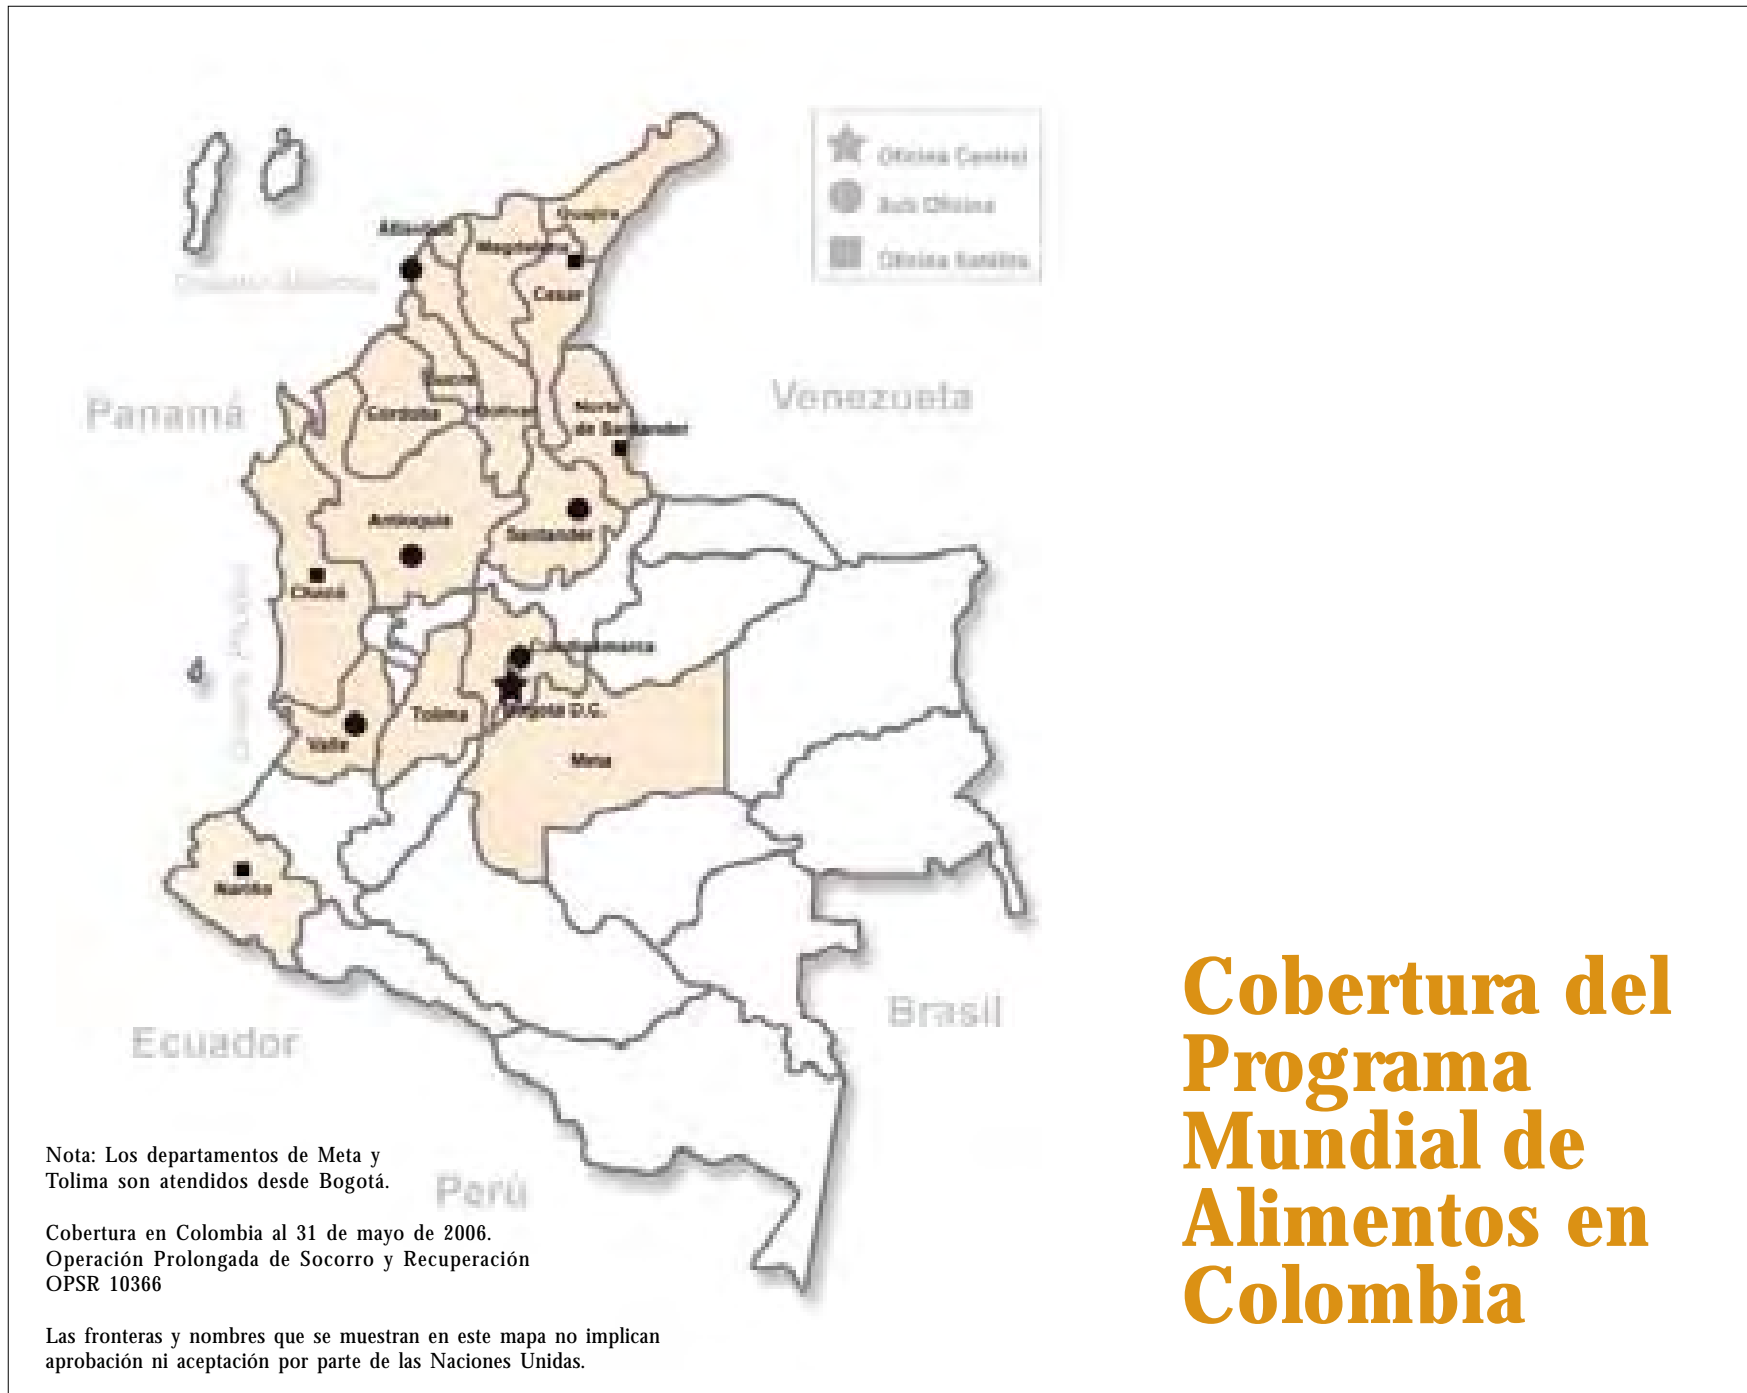 Oficina Central
Sub Oficina
Oficina Satélite
Guajira
Atlántico
Magdalena
Cesar
Panamá
Venezuela
Sucre
Córdoba
Bolívar
Norte
de Santander
Antioquia
Santander
Chocó
Cundinamarca
Tolima
Bogotá D.C.
Valle
Meta
Nariño
Brasil
Ecuador
Perú
Cobertura del
Programa
Mundial de
Alimentos en
Colombia
Nota: Los departamentos de Meta y
Tolima son atendidos desde Bogotá.
Cobertura en Colombia al 31 de mayo de 2006.
Operación Prolongada de Socorro y Recuperación
OPSR 10366
Las fronteras y nombres que se muestran en este mapa no implican
aprobación ni aceptación por parte de las Naciones Unidas.